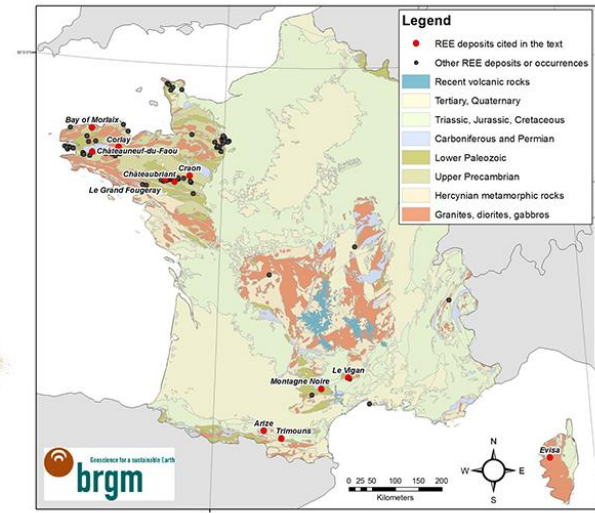 Legend
REE deposits cited in the text
Other REE deposits or occurrences
Recent volcanic rocks
Tertiary, Quaternary
Triassic, Jurassic, Cretaceous
Carboniferous and Permian
Lower Paleozoic
Upper Precambrian
Hercynian metamorphic rocks
Granites, diorites, gabbros
Bay of Morlaix
Corlay
Châteauneuf-du-Faou
Craon
Châteaubriant
Le Grand Fougeray
Le Vigan
Montagne Noire
Arize
Trimouns
Evisa
Geoscience for a sustainable Earth
brgm
0 25 50 100 150 200
Kilometers
N
W E
S